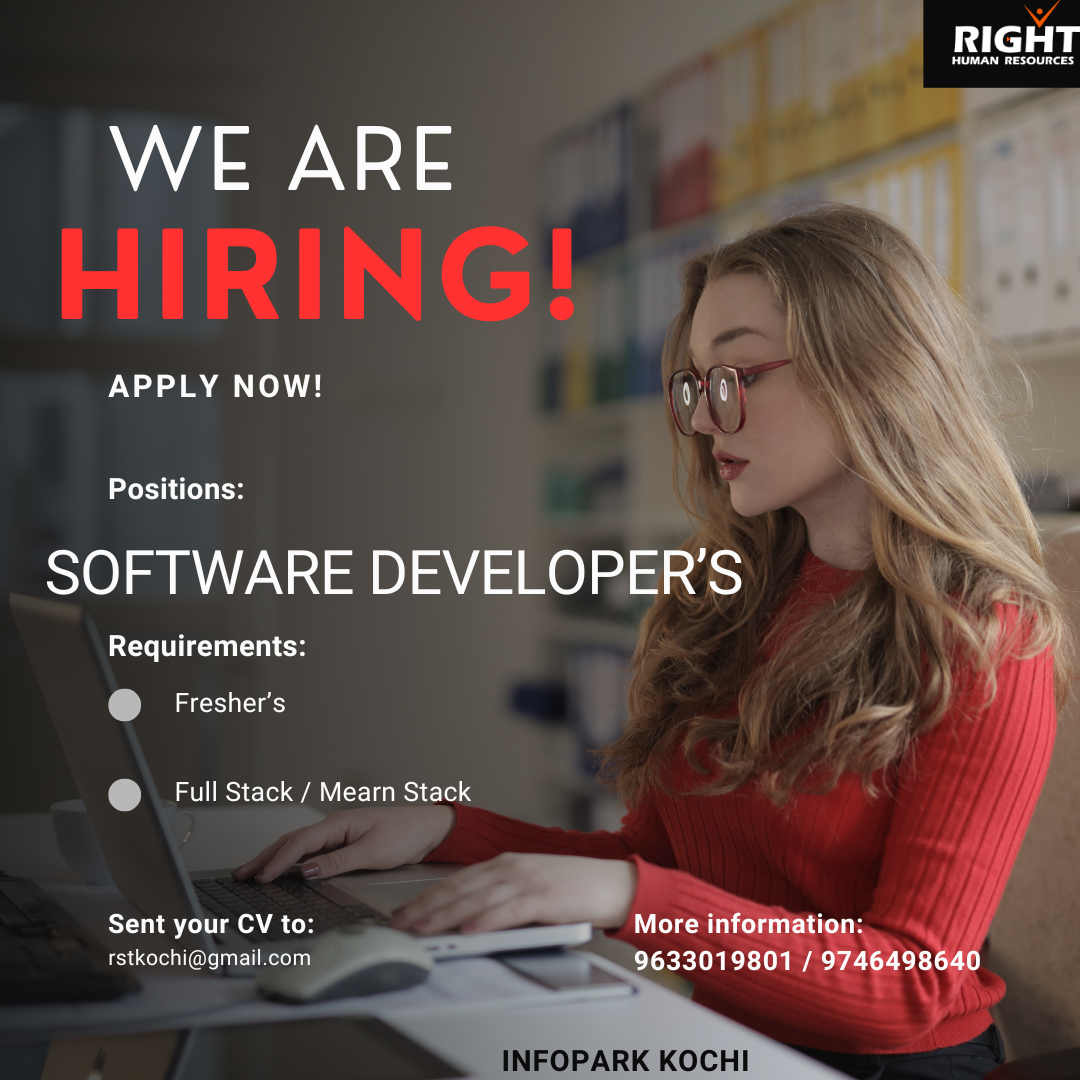 RIGHT
HUMAN RESOURCES
WE ARE
HIRING!
APPLY NOW!
Positions:
SOFTWARE DEVELOPER’S
Requirements:
Fresher’s
Full Stack / Mearn Stack
Sent your CV to:
rstkochi@gmail.com
More information:
9633019801 / 9746498640
INFOPARK KOCHI